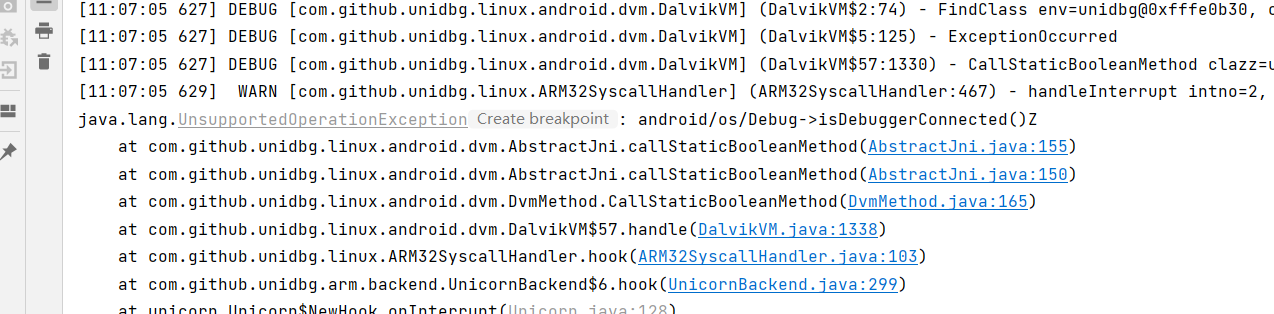 [11:07:05 627] DEBUG [com.github.unidbg.linux.android.dvm.DalvikVM] (DalvikVM$2:74) - FindClass env=unidbg@0xfffe0b30, c
[11:07:05 627] DEBUG [com.github.unidbg.linux.android.dvm.DalvikVM] (DalvikVM$5:125) - ExceptionOccurred
[11:07:05 627] DEBUG [com.github.unidbg.linux.android.dvm.DalvikVM] (DalvikVM$57:1330) - CallStaticBooleanMethod clazz=u
[11:07:05 629]  WARN [com.github.unidbg.linux.ARM32SyscallHandler] (ARM32SyscallHandler:467) - handleInterrupt intno=2,
java.lang.UnsupportedOperationException Create breakpoint : android/os/Debug->isDebuggerConnected()Z
    at com.github.unidbg.linux.android.dvm.AbstractJni.callStaticBooleanMethod(AbstractJni.java:155)
    at com.github.unidbg.linux.android.dvm.AbstractJni.callStaticBooleanMethod(AbstractJni.java:150)
    at com.github.unidbg.linux.android.dvm.DvmMethod.CallStaticBooleanMethod(DvmMethod.java:165)
    at com.github.unidbg.linux.android.dvm.DalvikVM$57.handle(DalvikVM.java:1338)
    at com.github.unidbg.linux.ARM32SyscallHandler.hook(ARM32SyscallHandler.java:103)
    at com.github.unidbg.arm.backend.UnicornBackend$6.hook(UnicornBackend.java:299)
    at unicorn.Unicorn$NewHook.onInterrupt(Unicorn.java:128)